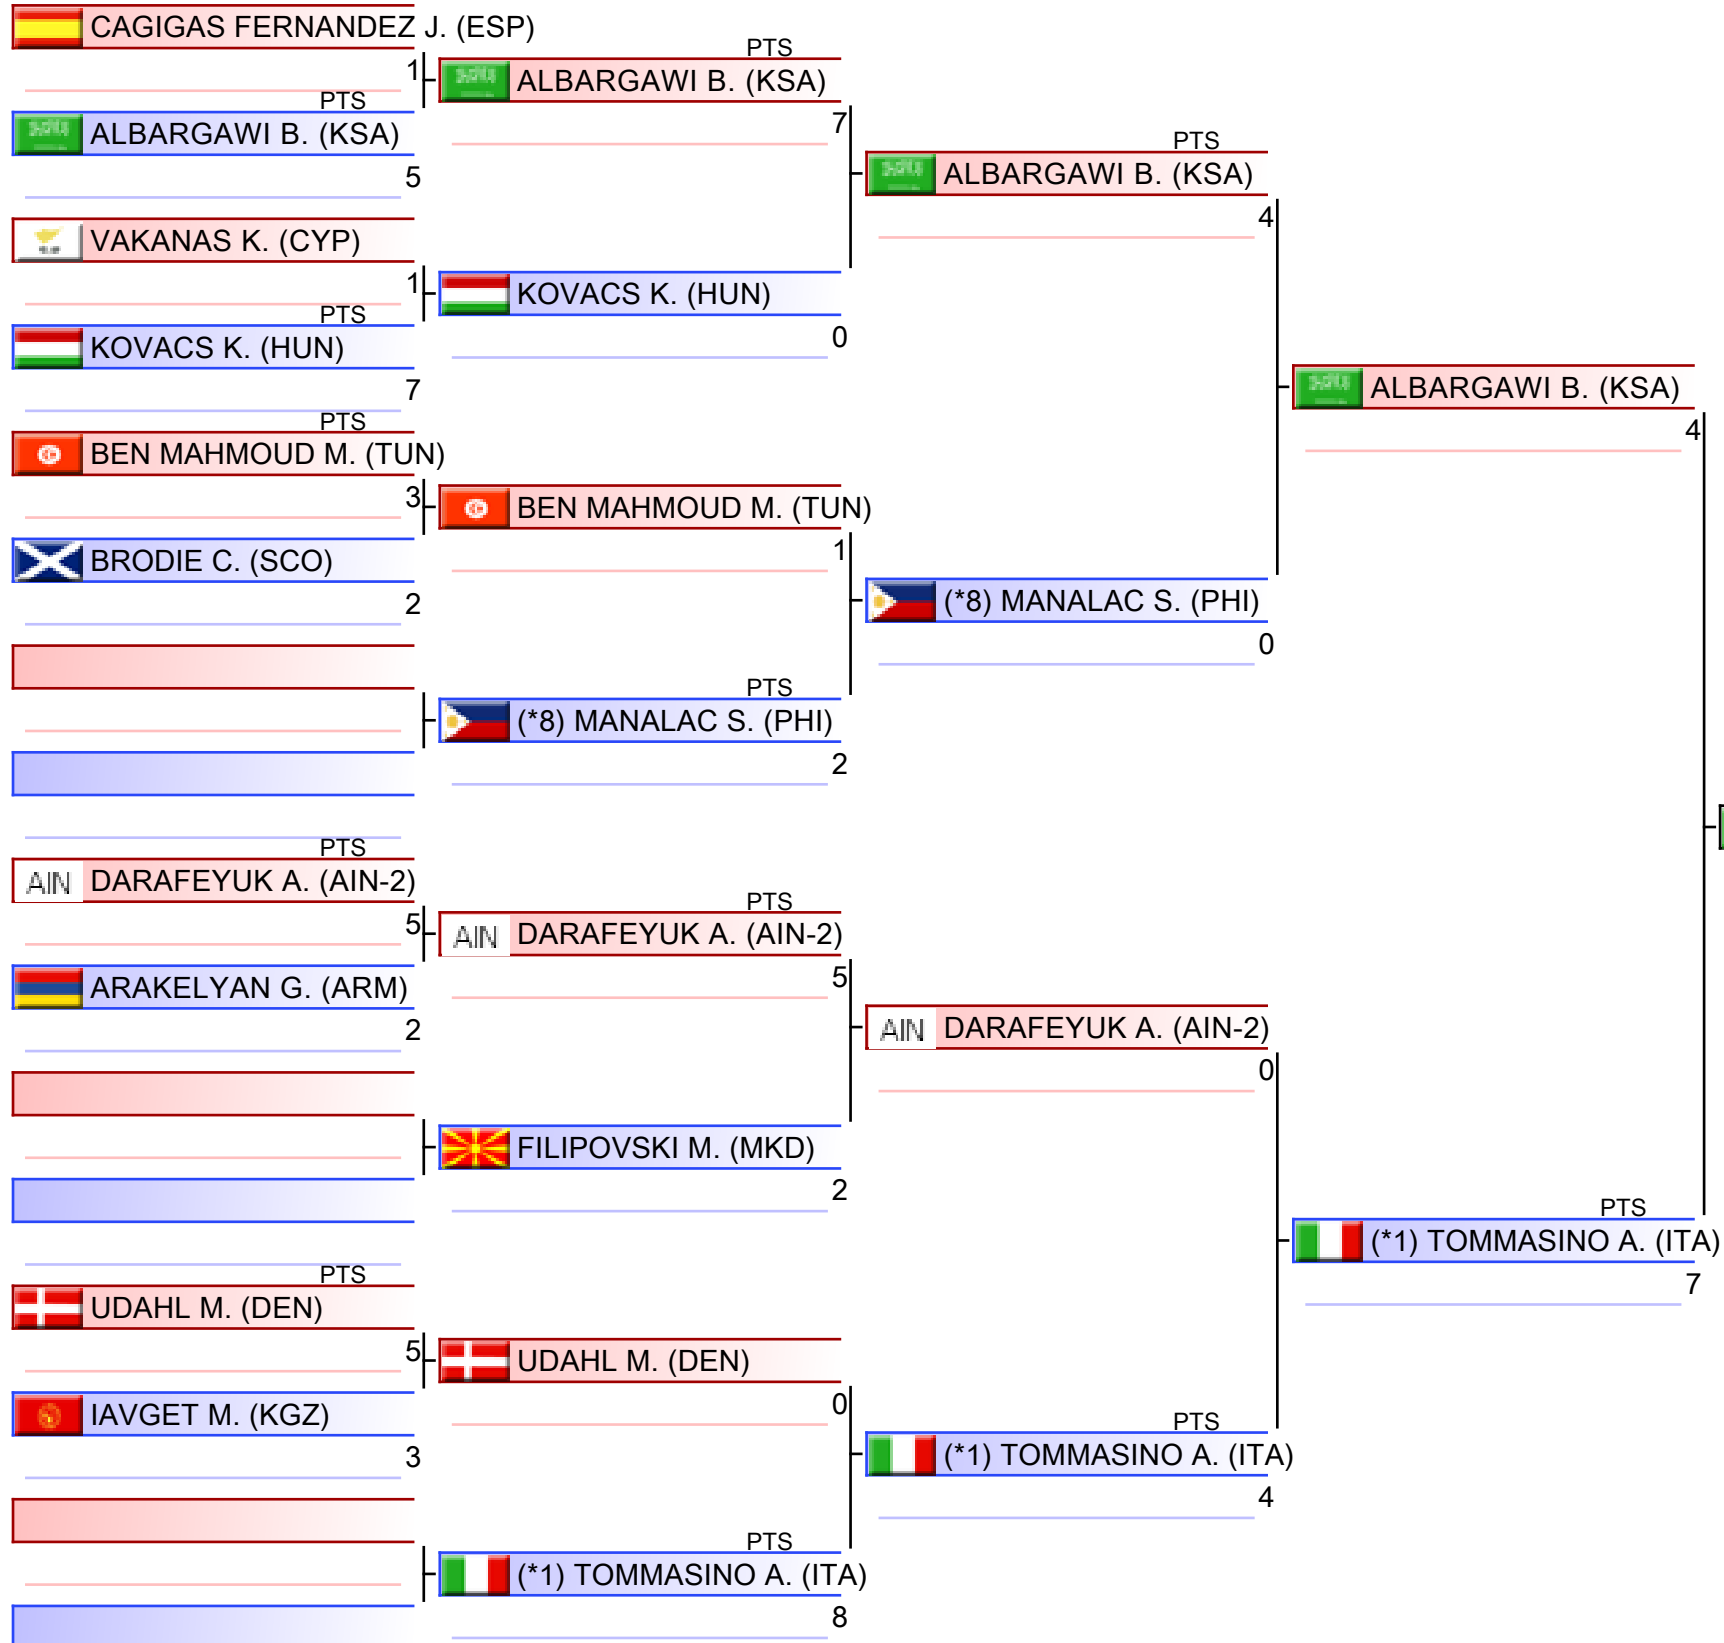 CAGIGAS FERNANDEZ J. (ESP)
1
PTS
ALBARGAWI B. (KSA)
5
VAKANAS K. (CYP)
1
PTS
KOVACS K. (HUN)
7
PTS
BEN MAHMOUD M. (TUN)
3
BRODIE C. (SCO)
2
PTS
AIN DARAFEYUK A. (AIN-2)
5
ARAKELYAN G. (ARM)
2
PTS
UDAHL M. (DEN)
5
IAVGET M. (KGZ)
3
PTS
ALBARGAWI B. (KSA)
7
KOVACS K. (HUN)
0
BEN MAHMOUD M. (TUN)
1
PTS
(*8) MANALAC S. (PHI)
2
PTS
AIN DARAFEYUK A. (AIN-2)
5
FILIPOVSKI M. (MKD)
2
UDAHL M. (DEN)
0
PTS
(*1) TOMMASINO A. (ITA)
8
PTS
ALBARGAWI B. (KSA)
4
(*8) MANALAC S. (PHI)
0
AIN DARAFEYUK A. (AIN-2)
0
PTS
(*1) TOMMASINO A. (ITA)
4
ALBARGAWI B. (KSA)
4
PTS
(*1) TOMMASINO A. (ITA)
7